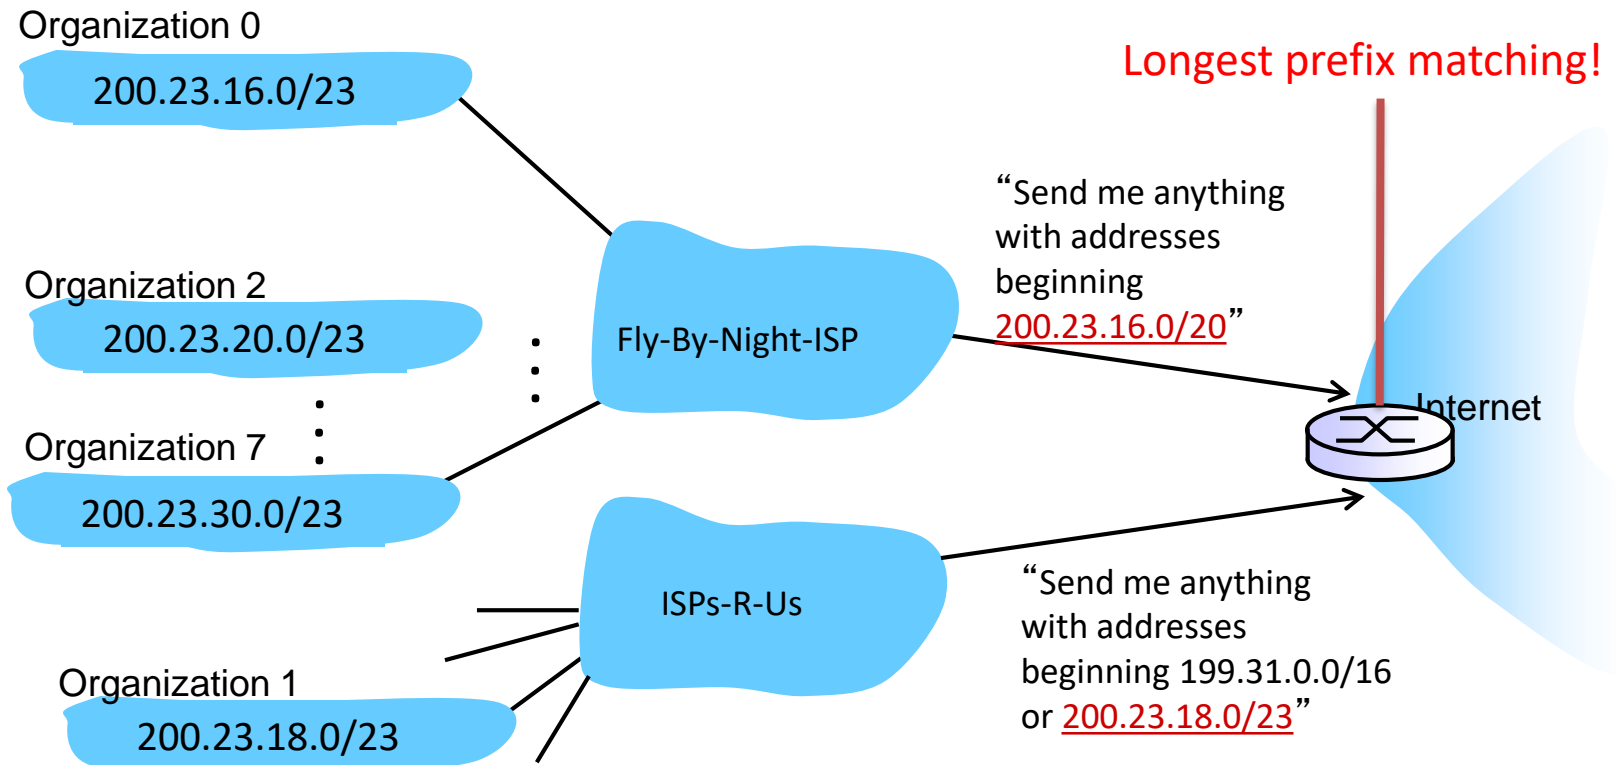 Organization 0
200.23.16.0/23
Organization 2
200.23.20.0/23
Organization 7
200.23.30.0/23
Organization 1
200.23.18.0/23
Fly-By-Night-ISP
ISPs-R-Us
“Send me anything
with addresses
beginning
200.23.16.0/20”
“Send me anything
with addresses
beginning 199.31.0.0/16
or 200.23.18.0/23”
Longest prefix matching!
Internet